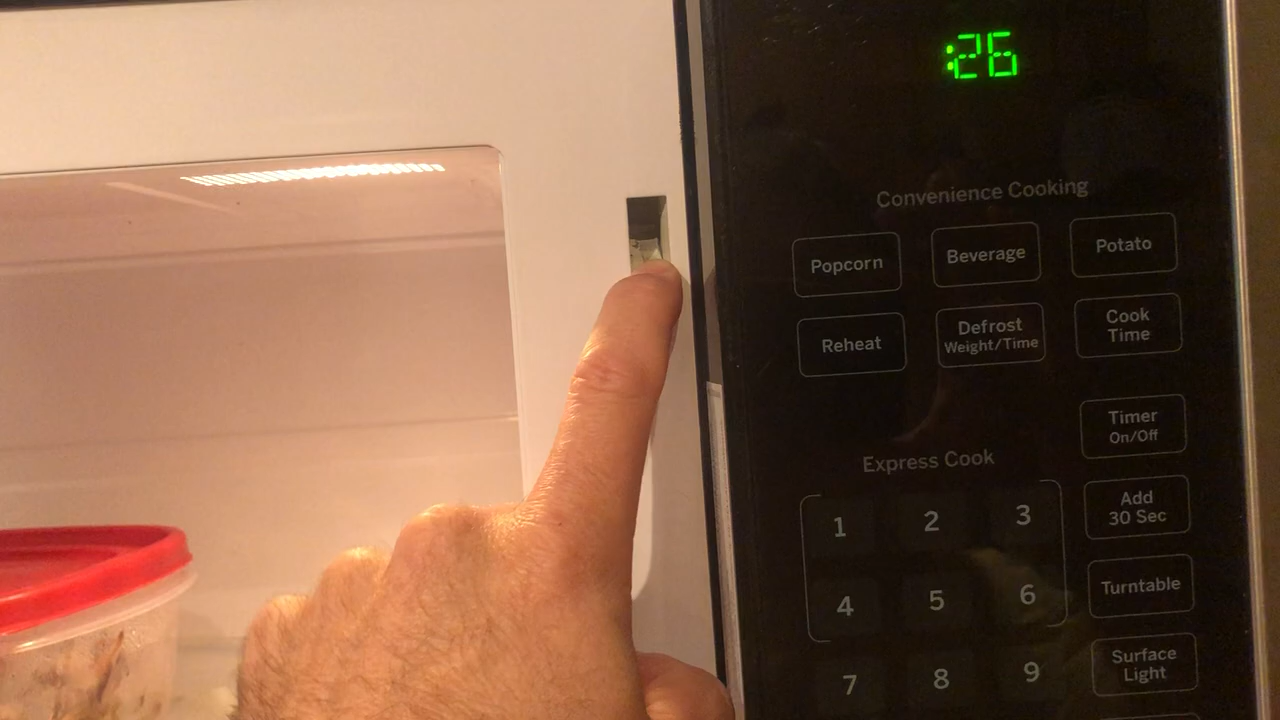 :26
Convenience Cooking
Popcorn
Beverage
Potato
Reheat
Defrost
Weight/Time
Cook
Time
Timer
On/Off
Express Cook
1
2
3
Add
30 Sec
4
5
6
Turntable
7
8
9
Surface
Light